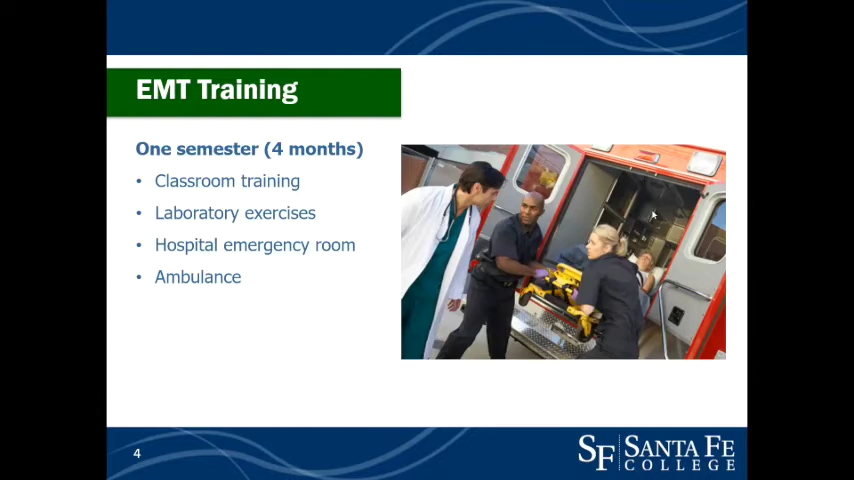 EMT Training
One semester (4 months)
• Classroom training
• Laboratory exercises
• Hospital emergency room
• Ambulance
4
SF SANTA FE
COLLEGE